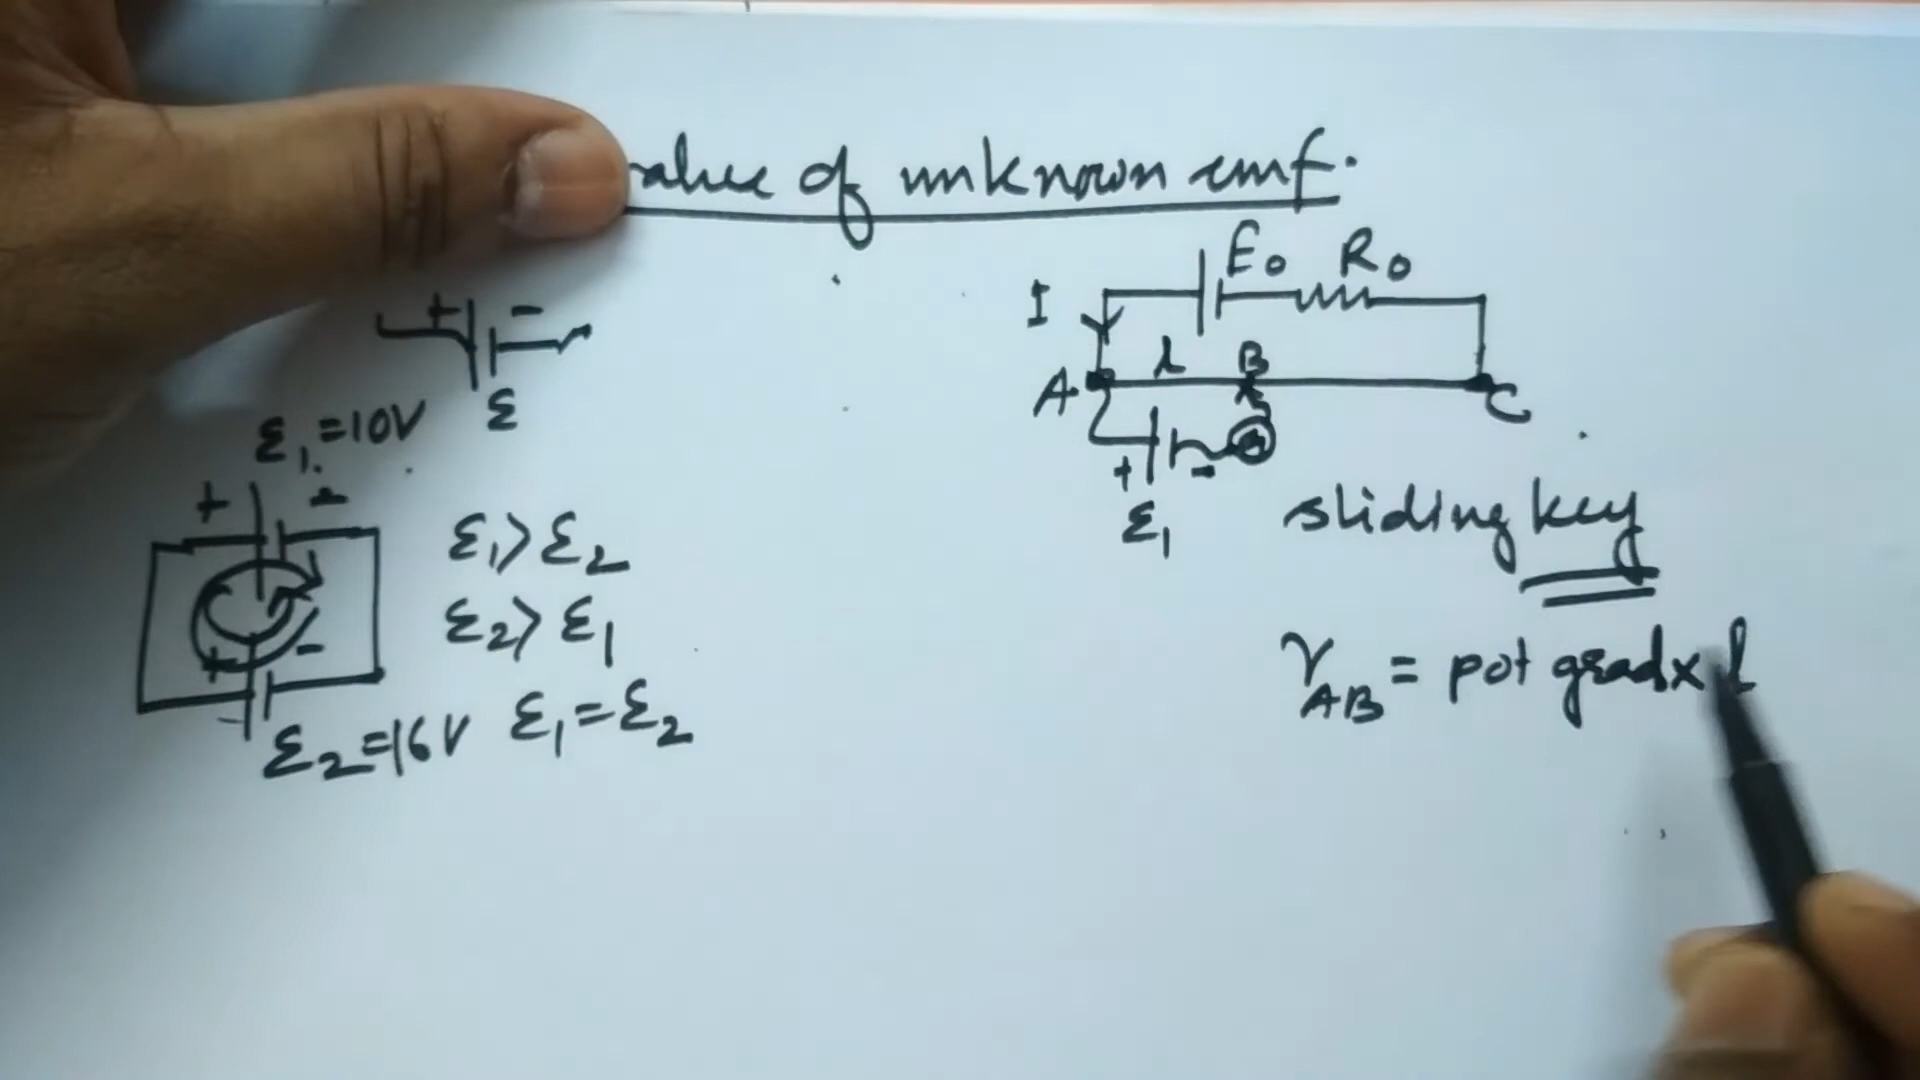 value of unknown emf.
+ -
ε
ε₁=10V
+ -
ε₁>ε₂
ε₂>ε₁
+ -
ε₂=16V
ε₁=ε₂
E₀ R₀
I
A l B C
G
+ -
ε₁
sliding key
V_AB = pot grad x l